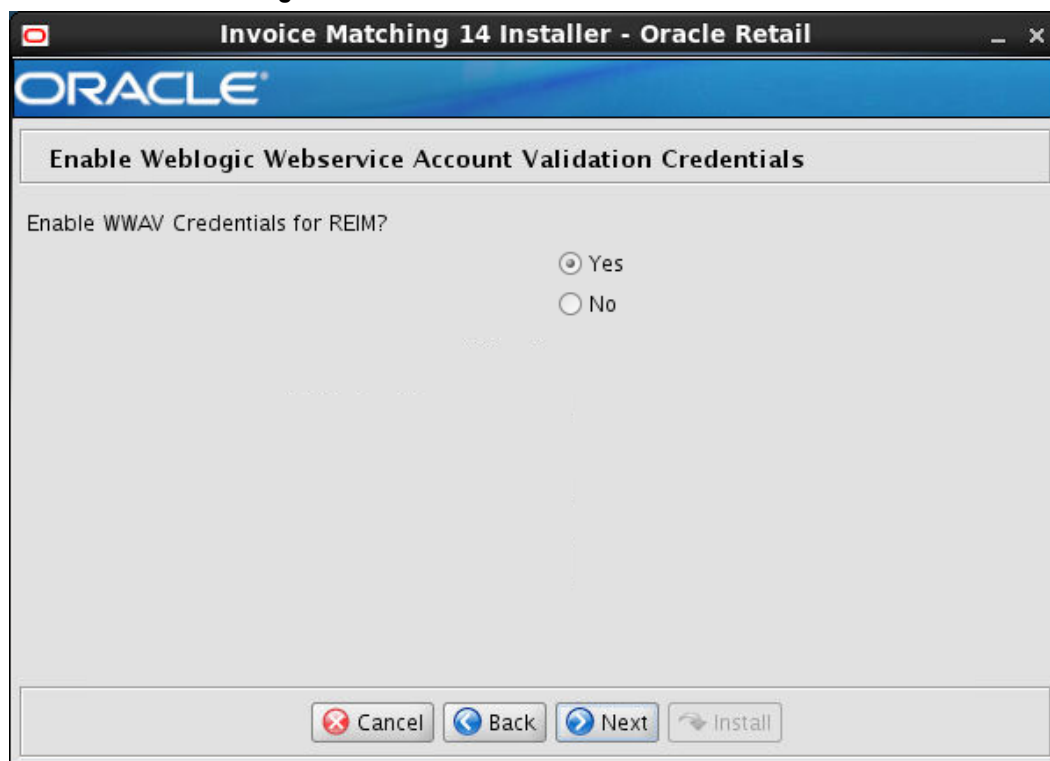 Invoice Matching 14 Installer - Oracle Retail
ORACLE
Enable Weblogic Webservice Account Validation Credentials
Enable WWAV Credentials for REIM?
Yes
No
Cancel Back Next Install